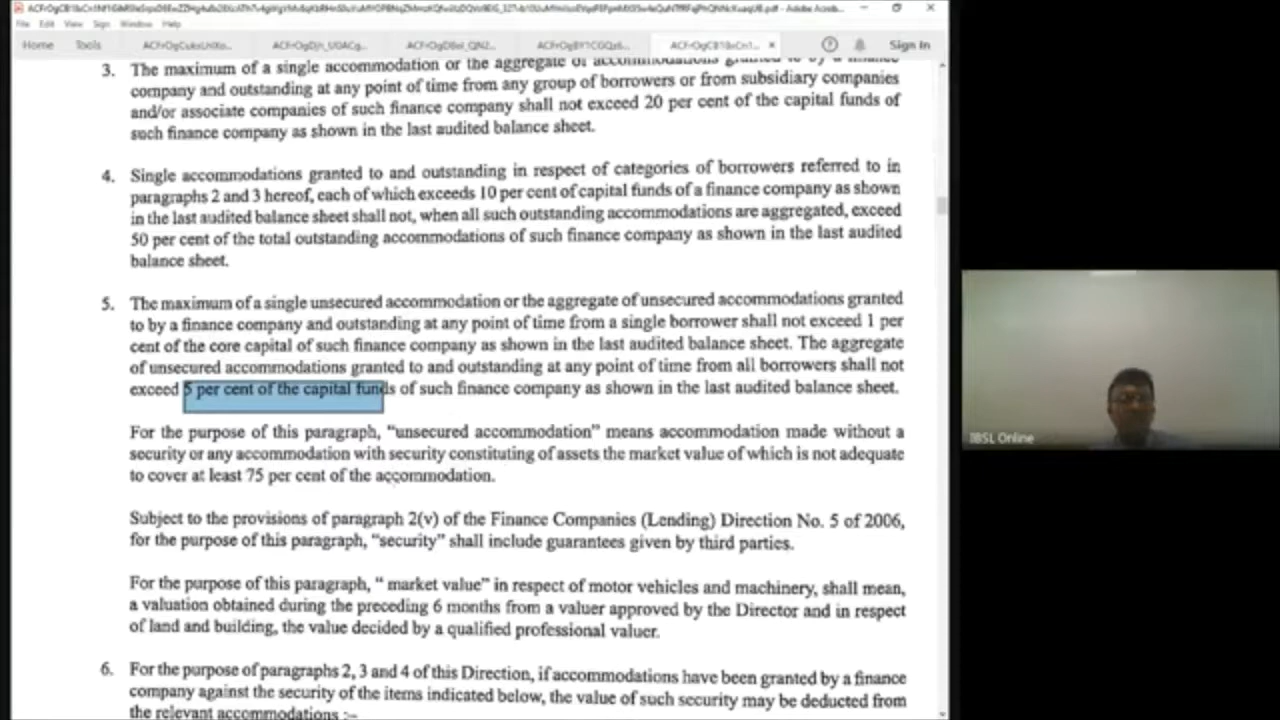 File Edit View Sign Window Help
Home Tools Sign In
3. The maximum of a single accommodation or the aggregate of accommodations granted to by a finance
company and outstanding at any point of time from any group of borrowers or from subsidiary companies
and/or associate companies of such finance company shall not exceed 20 per cent of the capital funds of
such finance company as shown in the last audited balance sheet.
4. Single accommodations granted to and outstanding in respect of categories of borrowers referred to in
paragraphs 2 and 3 hereof, each of which exceeds 10 per cent of capital funds of a finance company as shown
in the last audited balance sheet shall not, when all such outstanding accommodations are aggregated, exceed
50 per cent of the total outstanding accommodations of such finance company as shown in the last audited
balance sheet.
5. The maximum of a single unsecured accommodation or the aggregate of unsecured accommodations granted
to by a finance company and outstanding at any point of time from a single borrower shall not exceed 1 per
cent of the core capital of such finance company as shown in the last audited balance sheet. The aggregate
of unsecured accommodations granted to and outstanding at any point of time from all borrowers shall not
exceed 5 per cent of the capital funds of such finance company as shown in the last audited balance sheet.
For the purpose of this paragraph, “unsecured accommodation” means accommodation made without a
security or any accommodation with security constituting of assets the market value of which is not adequate
to cover at least 75 per cent of the accommodation.
Subject to the provisions of paragraph 2(v) of the Finance Companies (Lending) Direction No. 5 of 2006,
for the purpose of this paragraph, “security” shall include guarantees given by third parties.
For the purpose of this paragraph, “ market value” in respect of motor vehicles and machinery, shall mean,
a valuation obtained during the preceding 6 months from a valuer approved by the Director and in respect
of land and building, the value decided by a qualified professional valuer.
6. For the purpose of paragraphs 2, 3 and 4 of this Direction, if accommodations have been granted by a finance
company against the security of the items indicated below, the value of such security may be deducted from
the relevant accommodations :–
IBSL Online